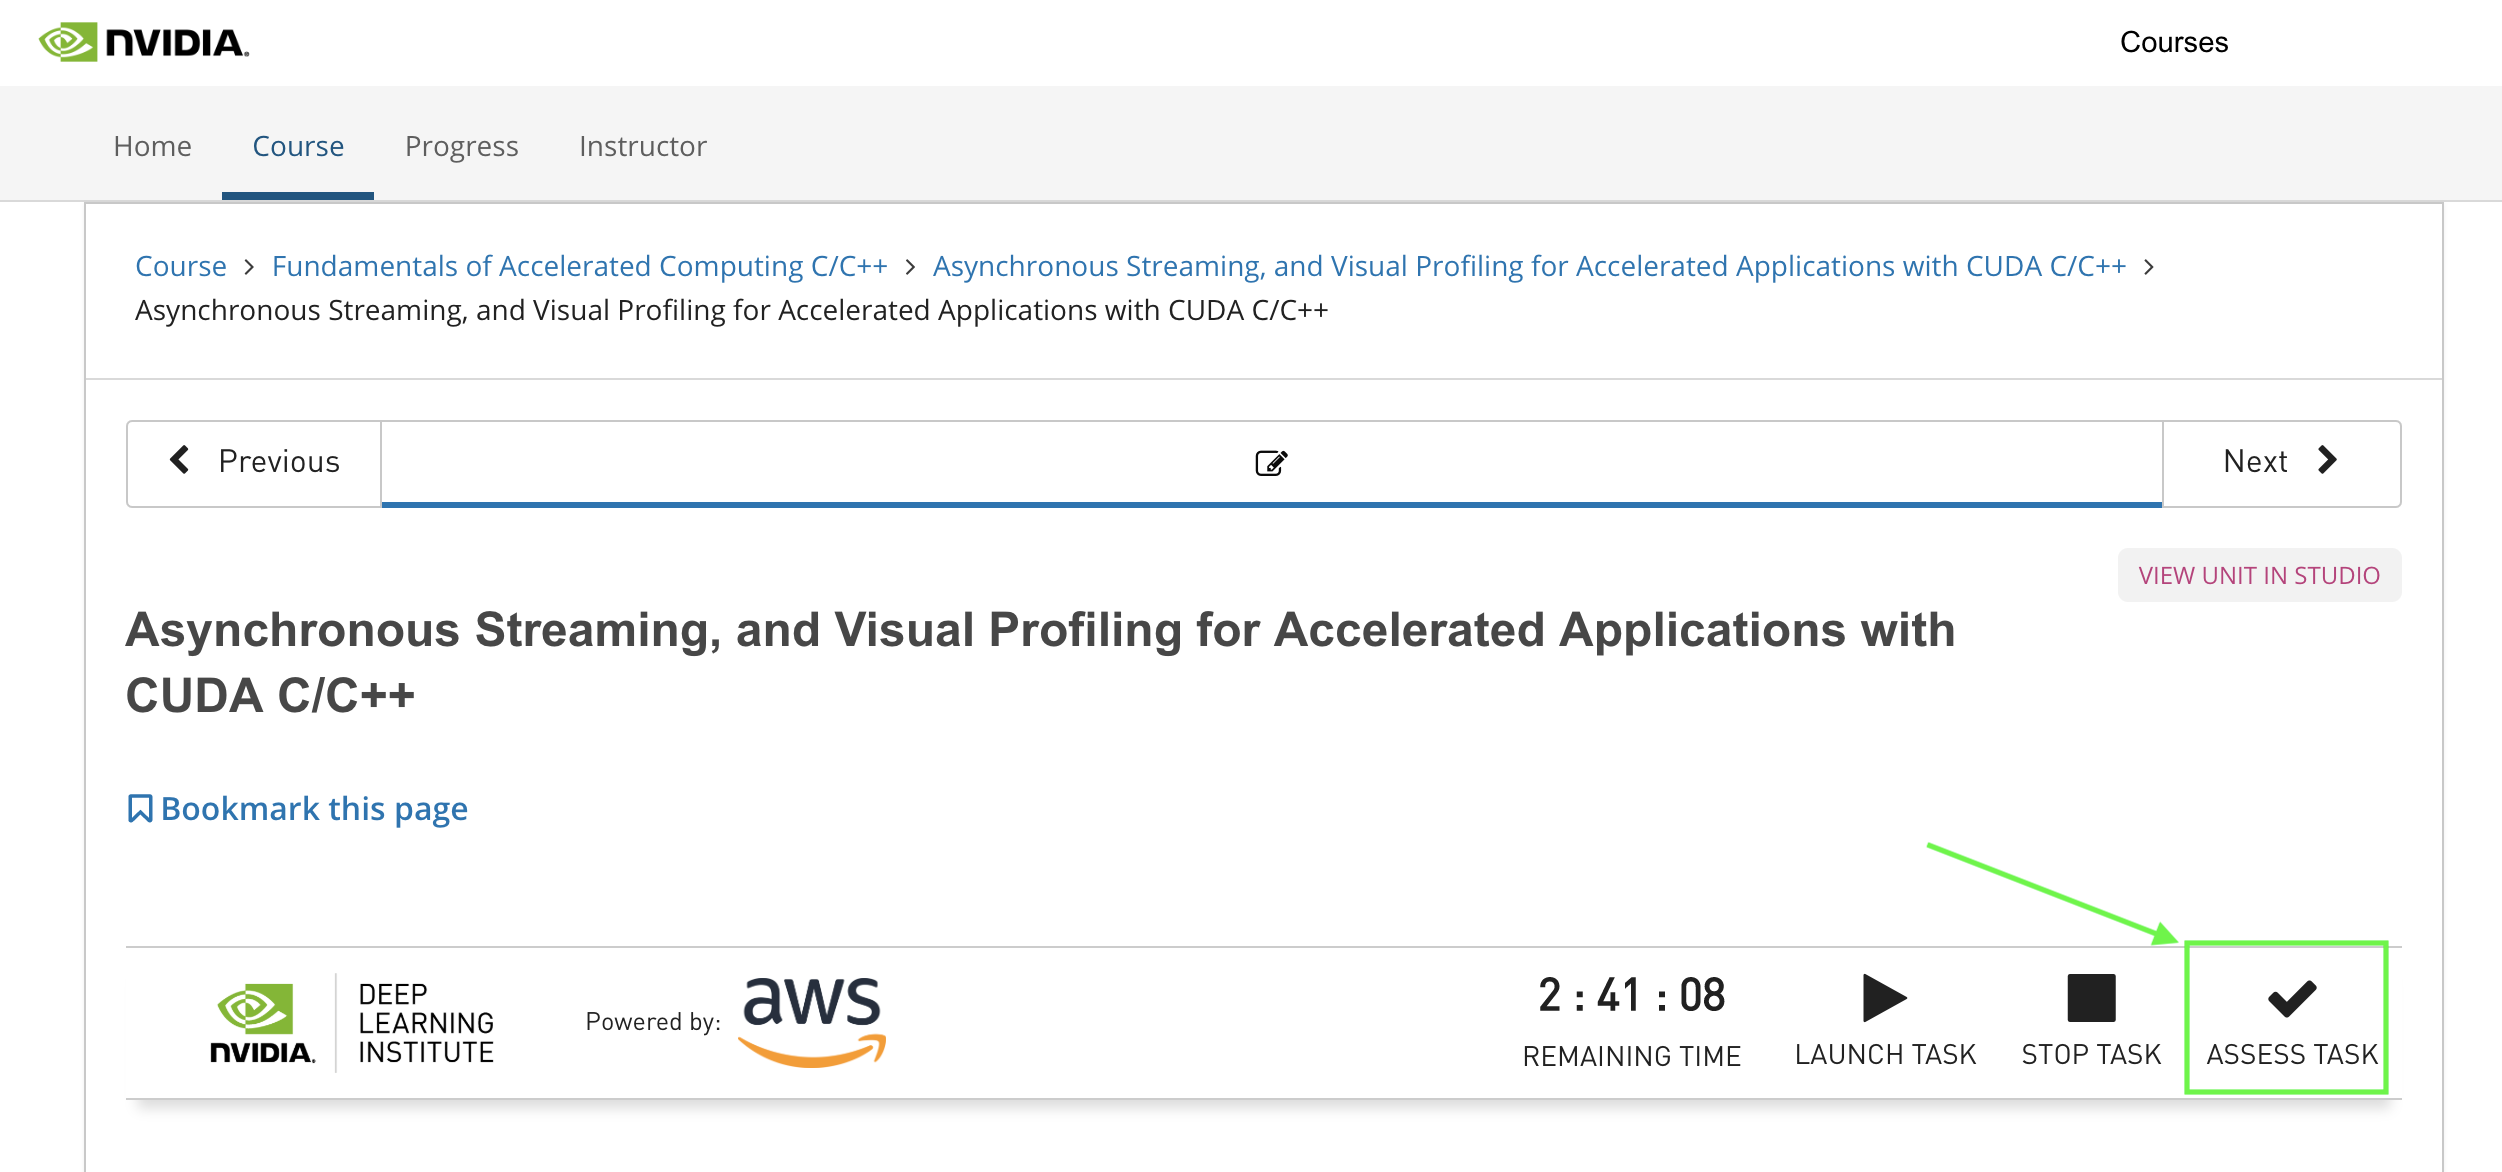 NVIDIA.
Courses
Home Course Progress Instructor
Course > Fundamentals of Accelerated Computing C/C++ > Asynchronous Streaming, and Visual Profiling for Accelerated Applications with CUDA C/C++ >
Asynchronous Streaming, and Visual Profiling for Accelerated Applications with CUDA C/C++
Previous
Next
VIEW UNIT IN STUDIO
Asynchronous Streaming, and Visual Profiling for Accelerated Applications with
CUDA C/C++
Bookmark this page
NVIDIA.
DEEP
LEARNING
INSTITUTE
Powered by:
aws
2 : 41 : 08
REMAINING TIME
LAUNCH TASK
STOP TASK
ASSESS TASK